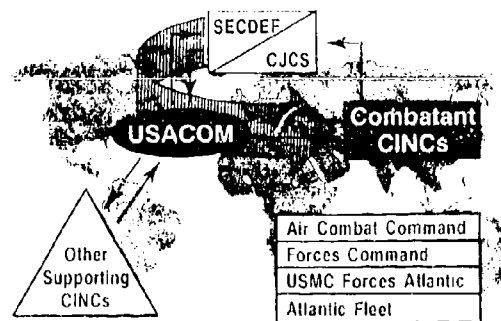 SECDEF
CJCS
USACOM
Combatant
CINCs
Other
Supporting
CINCs
Air Combat Command
Forces Command
USMC Forces Atlantic
Atlantic Fleet